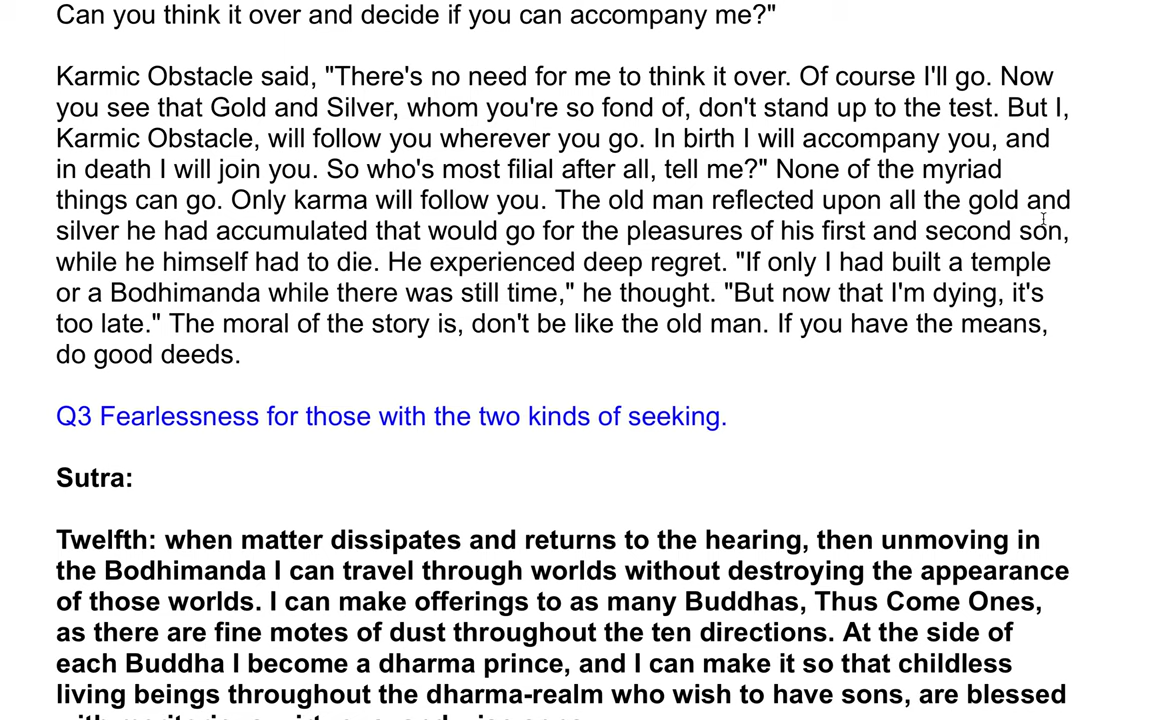 Can you think it over and decide if you can accompany me?"
Karmic Obstacle said, "There's no need for me to think it over. Of course I'll go. Now
you see that Gold and Silver, whom you're so fond of, don't stand up to the test. But I,
Karmic Obstacle, will follow you wherever you go. In birth I will accompany you, and
in death I will join you. So who's most filial after all, tell me?" None of the myriad
things can go. Only karma will follow you. The old man reflected upon all the gold and
silver he had accumulated that would go for the pleasures of his first and second son,
while he himself had to die. He experienced deep regret. "If only I had built a temple
or a Bodhimanda while there was still time," he thought. "But now that I'm dying, it's
too late." The moral of the story is, don't be like the old man. If you have the means,
do good deeds.
Q3 Fearlessness for those with the two kinds of seeking.
Sutra:
Twelfth: when matter dissipates and returns to the hearing, then unmoving in
the Bodhimanda I can travel through worlds without destroying the appearance
of those worlds. I can make offerings to as many Buddhas, Thus Come Ones,
as there are fine motes of dust throughout the ten directions. At the side of
each Buddha I become a dharma prince, and I can make it so that childless
living beings throughout the dharma-realm who wish to have sons, are blessed